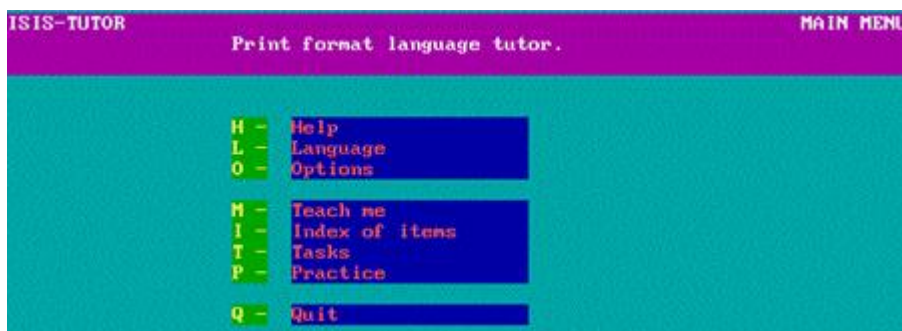 ISIS-TUTOR MAIN MENU
Print format language tutor.
H - Help
L - Language
O - Options
M - Teach me
I - Index of items
T - Tasks
P - Practice
Q - Quit